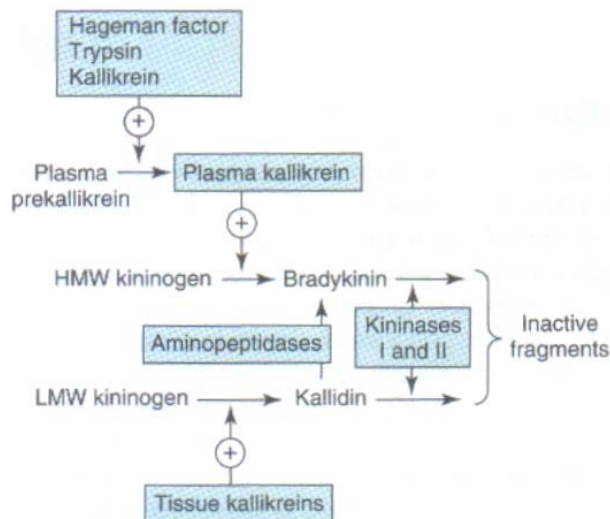 Hageman factor
Trypsin
Kallikrein
+
Plasma
prekallikrein
Plasma kallikrein
+
HMW kininogen
Bradykinin
Aminopeptidases
Kininases
I and II
Inactive
fragments
LMW kininogen
Kallidin
+
Tissue kallikreins